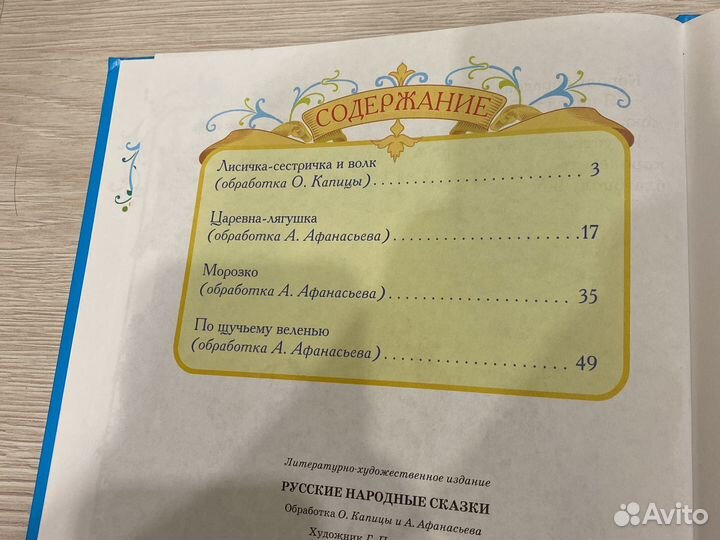 СОДЕРЖАНИЕ
Лисичка-сестричка и волк
(обработка О. Капицы) 3
Царевна-лягушка
(обработка А. Афанасьева) 17
Морозко
(обработка А. Афанасьева) 35
По щучьему веленью
(обработка А. Афанасьева) 49
Литературно-художественное издание
РУССКИЕ НАРОДНЫЕ СКАЗКИ
Обработка О. Капицы и А. Афанасьева
Художник Г.
Avito